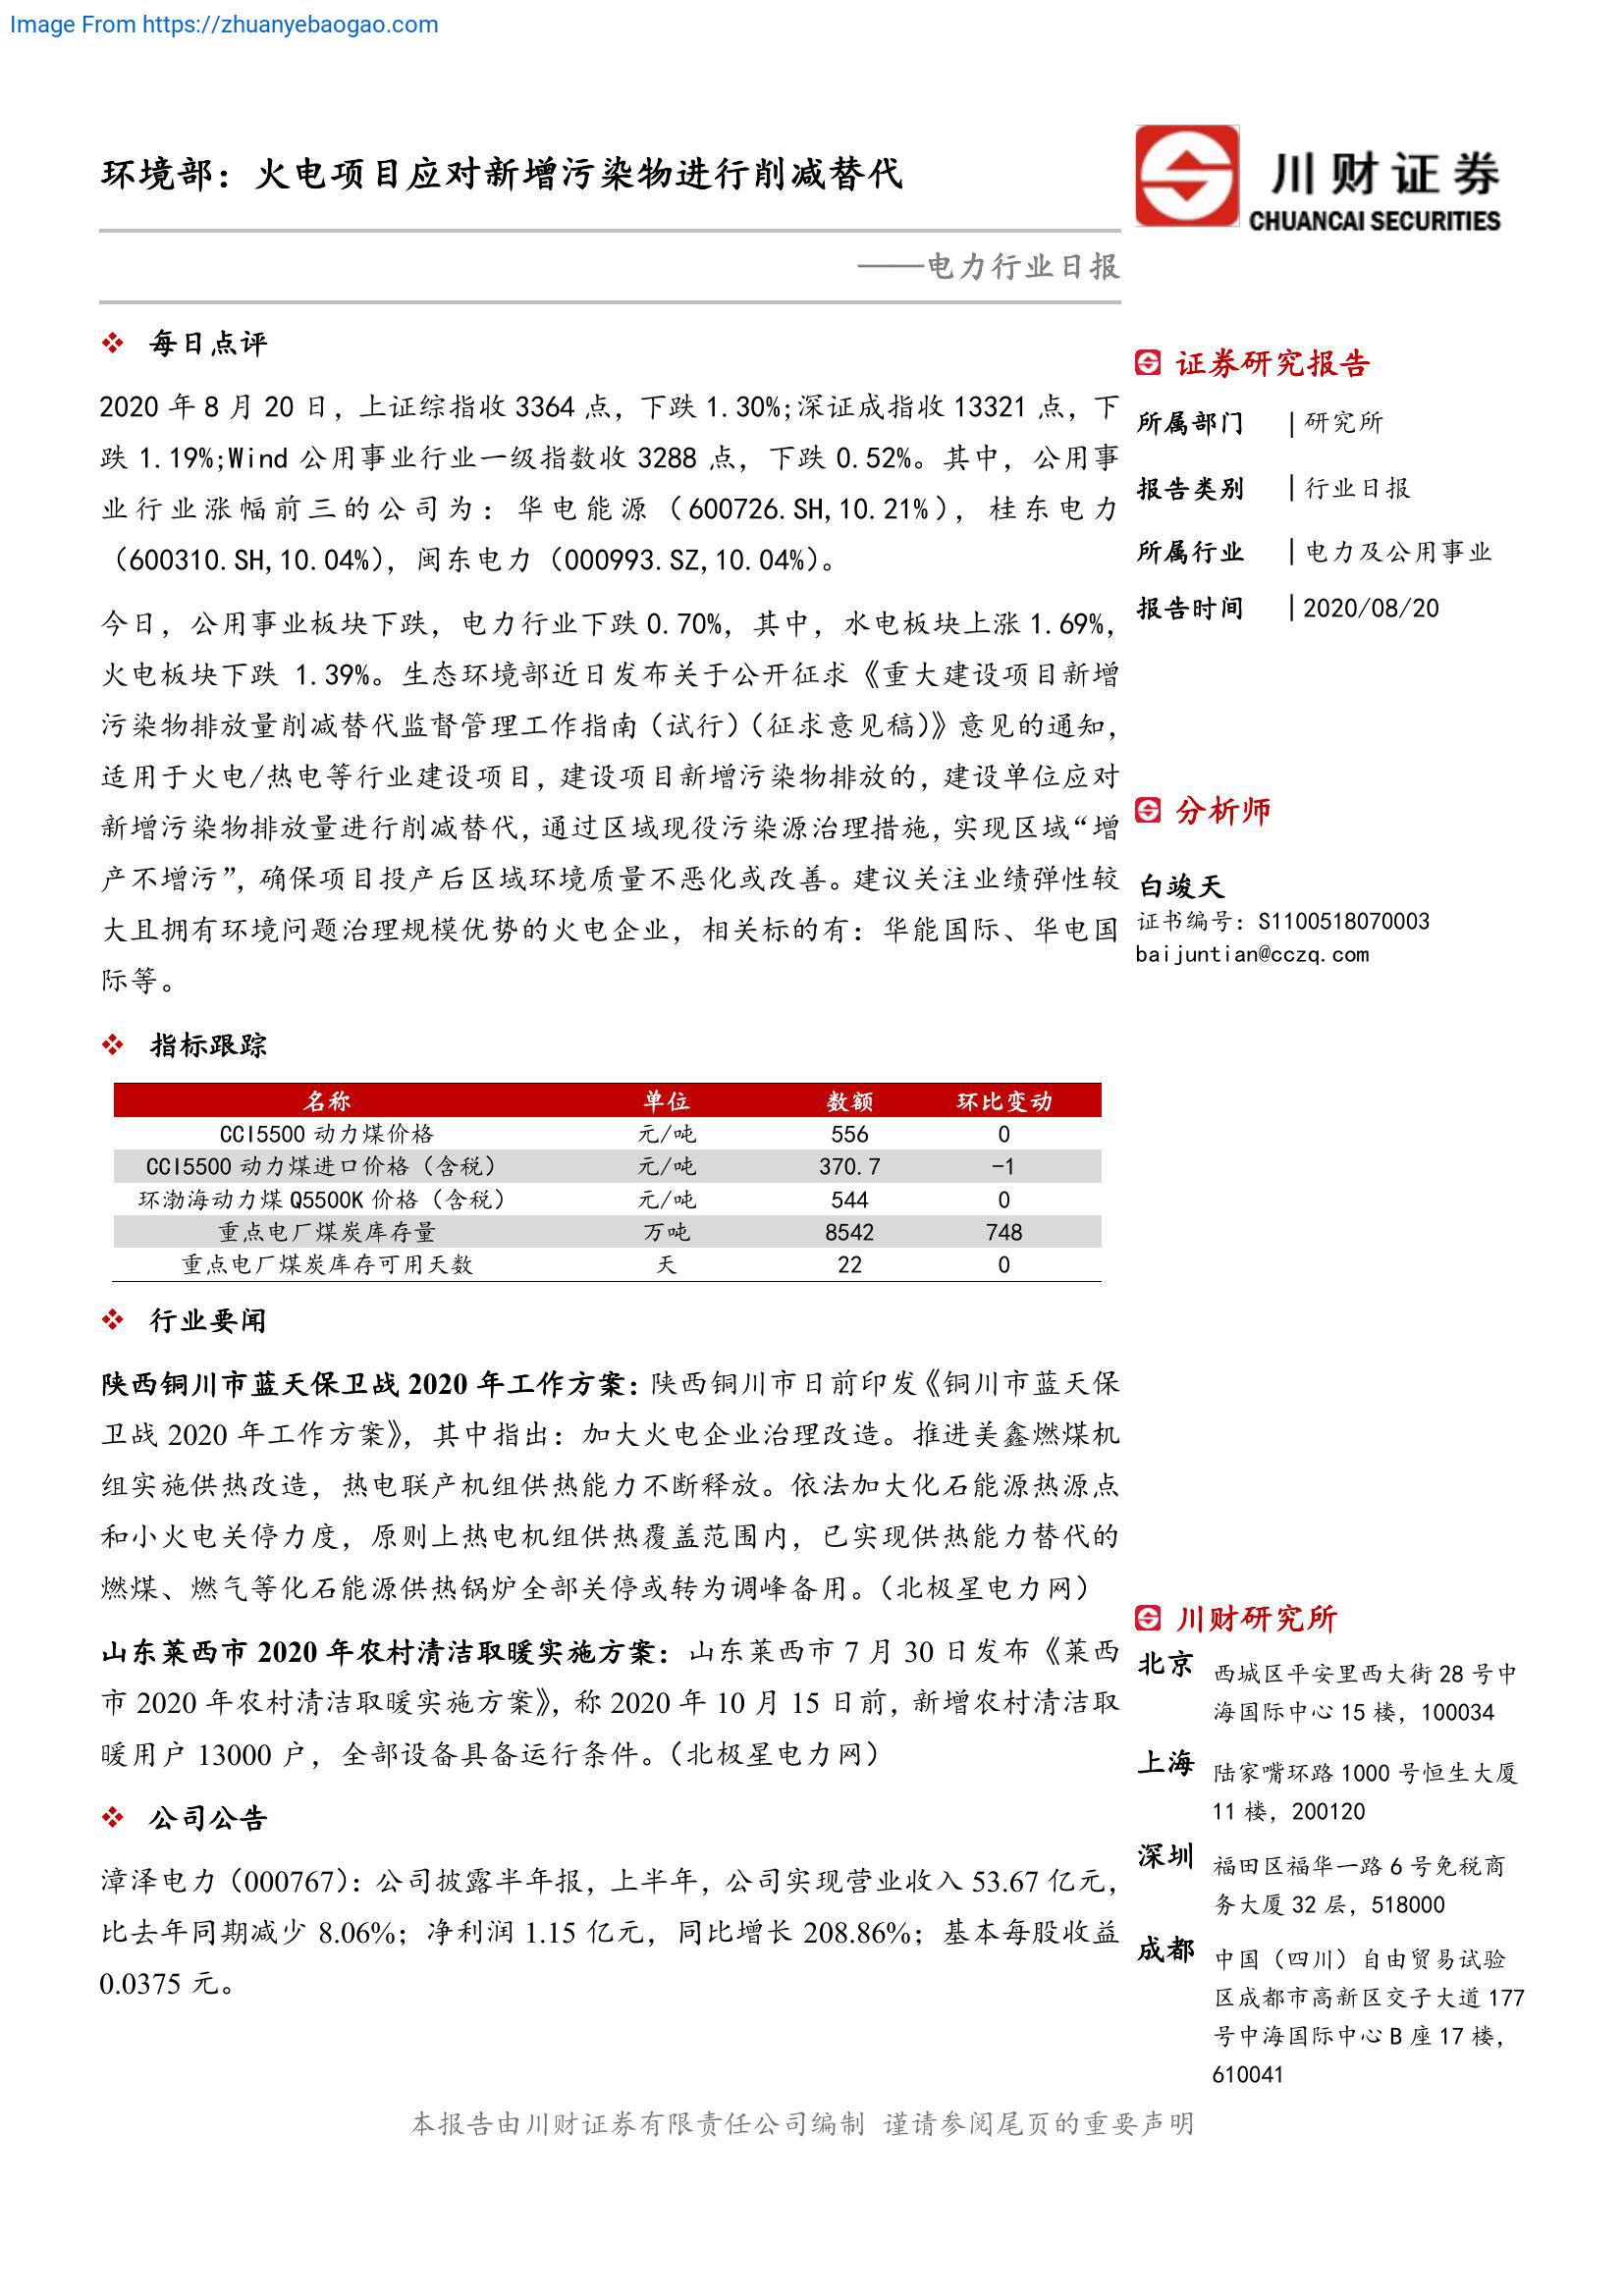 Image From https://zhuanyebaogao.com
环境部：火电项目应对新增污染物进行削减替代
川财证券
CHUANCAI SECURITIES
——电力行业日报
每日点评
2020 年 8 月 20 日，上证综指收 3364 点，下跌 1.30%;深证成指收 13321 点，下
跌 1.19%;Wind 公用事业行业一级指数收 3288 点，下跌 0.52%。其中，公用事
业行业涨幅前三的公司为：华电能源（600726.SH,10.21%），桂东电力
（600310.SH,10.04%），闽东电力（000993.SZ,10.04%）。
今日，公用事业板块下跌，电力行业下跌 0.70%，其中，水电板块上涨 1.69%，
火电板块下跌 1.39%。生态环境部近日发布关于公开征求《重大建设项目新增
污染物排放量削减替代监督管理工作指南（试行）（征求意见稿）》意见的通知，
适用于火电/热电等行业建设项目，建设项目新增污染物排放的，建设单位应对
新增污染物排放量进行削减替代，通过区域现役污染源治理措施，实现区域“增
产不增污”，确保项目投产后区域环境质量不恶化或改善。建议关注业绩弹性较
大且拥有环境问题治理规模优势的火电企业，相关标的有：华能国际、华电国
际等。
指标跟踪
名称 单位 数额 环比变动
CCI5500 动力煤价格 元/吨 556 0
CCI5500 动力煤进口价格（含税） 元/吨 370.7 -1
环渤海动力煤 Q5500K 价格（含税） 元/吨 544 0
重点电厂煤炭库存量 万吨 8542 748
重点电厂煤炭库存可用天数 天 22 0
行业要闻
陕西铜川市蓝天保卫战 2020 年工作方案：陕西铜川市日前印发《铜川市蓝天保
卫战 2020 年工作方案》，其中指出：加大火电企业治理改造。推进美鑫燃煤机
组实施供热改造，热电联产机组供热能力不断释放。依法加大化石能源热源点
和小火电关停力度，原则上热电机组供热覆盖范围内，已实现供热能力替代的
燃煤、燃气等化石能源供热锅炉全部关停或转为调峰备用。（北极星电力网）
山东莱西市 2020 年农村清洁取暖实施方案：山东莱西市 7 月 30 日发布《莱西
市 2020 年农村清洁取暖实施方案》，称 2020 年 10 月 15 日前，新增农村清洁取
暖用户 13000 户，全部设备具备运行条件。（北极星电力网）
公司公告
漳泽电力（000767）：公司披露半年报，上半年，公司实现营业收入 53.67 亿元，
比去年同期减少 8.06%；净利润 1.15 亿元，同比增长 208.86%；基本每股收益
0.0375 元。
证券研究报告
所属部门 | 研究所
报告类别 | 行业日报
所属行业 | 电力及公用事业
报告时间 | 2020/08/20
分析师
白竣天
证书编号：S1100518070003
baijuntian@cczq.com
川财研究所
北京 西城区平安里西大街 28 号中
海国际中心 15 楼，100034
上海 陆家嘴环路 1000 号恒生大厦
11 楼，200120
深圳 福田区福华一路 6 号免税商
务大厦 32 层，518000
成都 中国（四川）自由贸易试验
区成都市高新区交子大道 177
号中海国际中心 B 座 17 楼，
610041
本报告由川财证券有限责任公司编制 谨请参阅尾页的重要声明